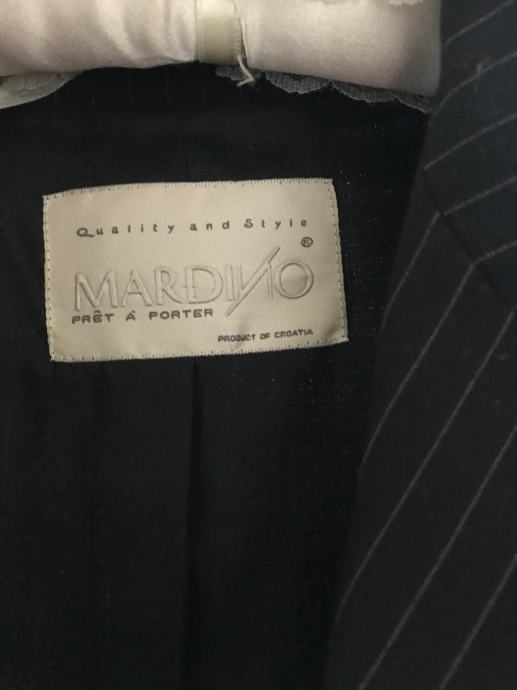 Quality and Style
®
MARDINO
PRÊT Á PORTER
PRODUCT OF CROATIA